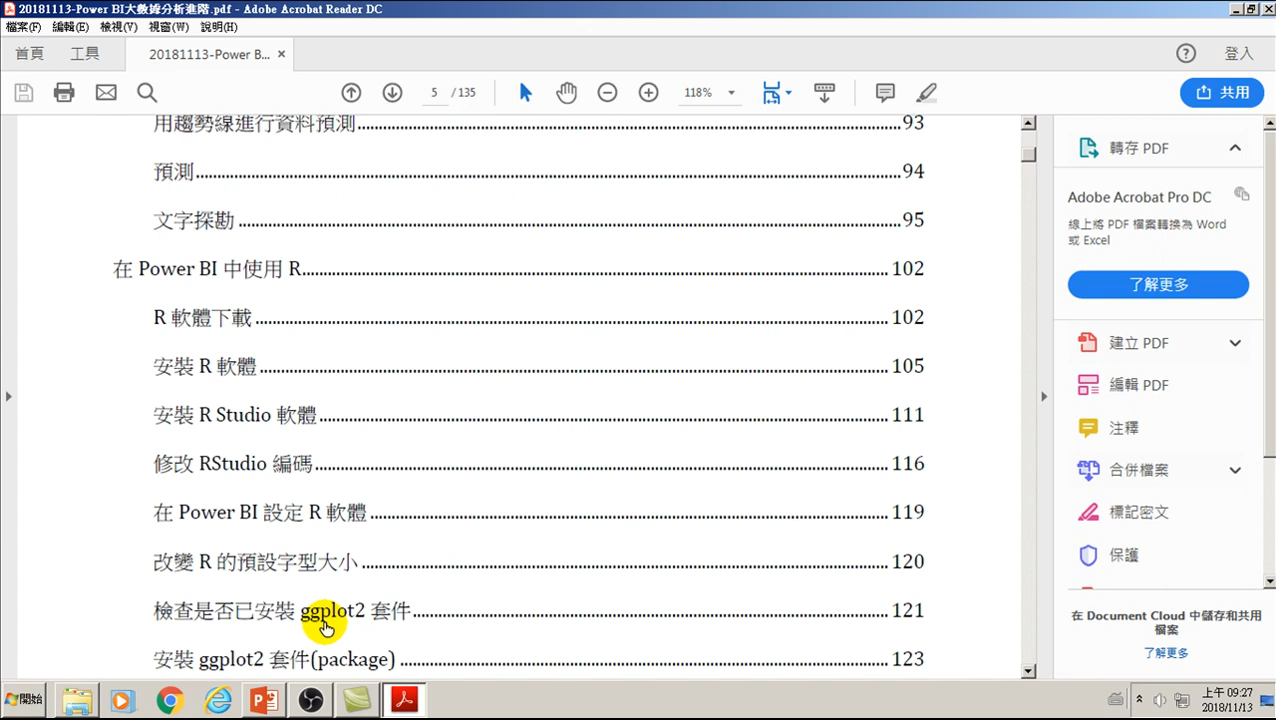 20181113-Power BI大數據分析進階.pdf - Adobe Acrobat Reader DC
檔案(F) 編輯(E) 檢視(V) 視窗(W) 說明(H)
首頁 工具 20181113-Power B... × 登入
5 / 135 118% 共用
用趨勢線進行資料預測 93
預測 94
文字探勘 95
在 Power BI 中使用 R 102
R 軟體下載 102
安裝 R 軟體 105
安裝 R Studio 軟體 111
修改 RStudio 編碼 116
在 Power BI 設定 R 軟體 119
改變 R 的預設字型大小 120
檢查是否已安裝 ggplot2 套件 121
安裝 ggplot2 套件(package) 123
轉存 PDF
Adobe Acrobat Pro DC
線上將 PDF 檔案轉換為 Word
或 Excel
了解更多
建立 PDF
編輯 PDF
注釋
合併檔案
標記密文
保護
在 Document Cloud 中儲存和共用
檔案
了解更多
開始
上午 09:27
2018/11/13